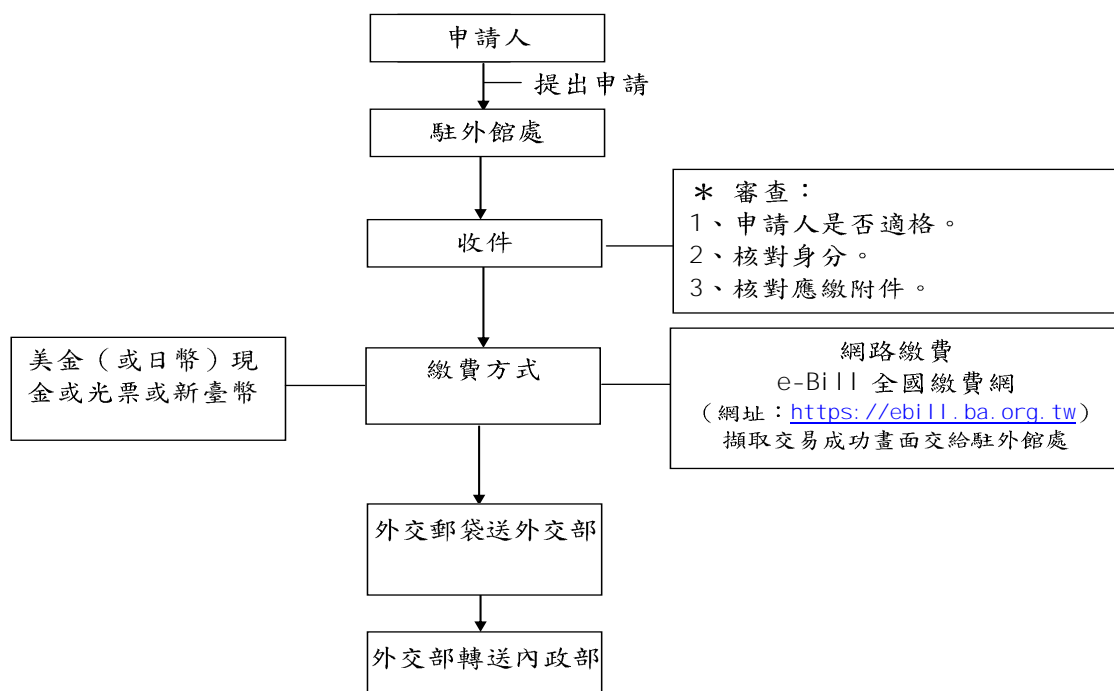 申請人
提出申請
駐外館處
收件
＊ 審查：
1、申請人是否適格。
2、核對身分。
3、核對應繳附件。
美金（或日幣）現
金或光票或新臺幣
繳費方式
網路繳費
e-Bill 全國繳費網
（網址：https://ebill.ba.org.tw）
擷取交易成功畫面交給駐外館處
外交郵袋送外交部
外交部轉送內政部